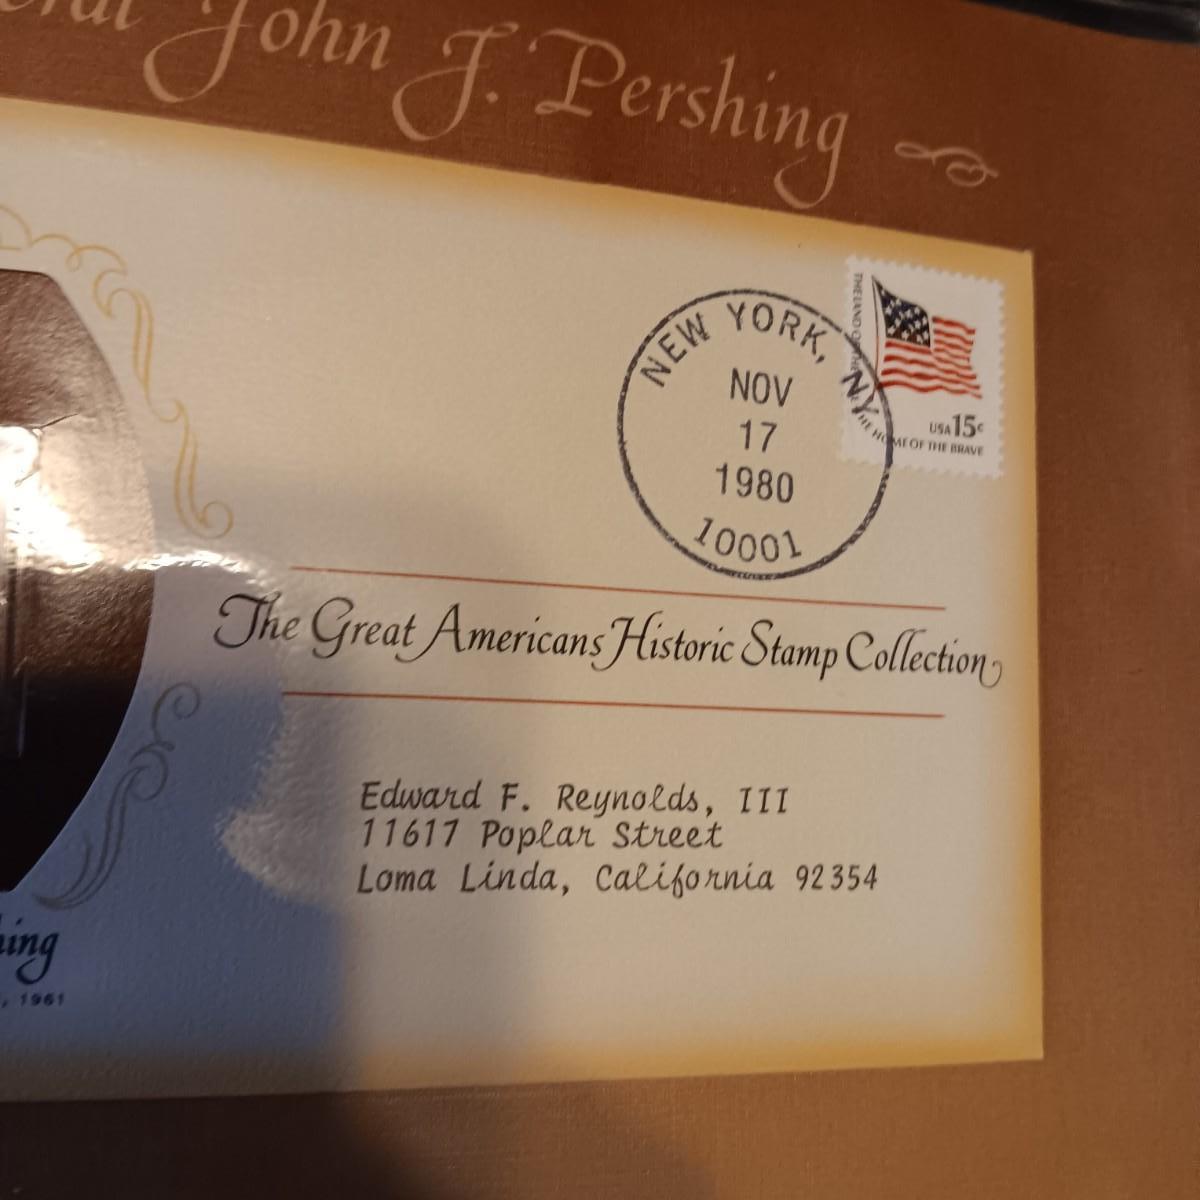 John J. Pershing
NEW YORK, NY
NOV
17
1980
10001
USA 15c
THE HOME OF THE BRAVE
The Great Americans Historic Stamp Collection
Edward F. Reynolds, III
11617 Poplar Street
Loma Linda, California 92354
, 1961